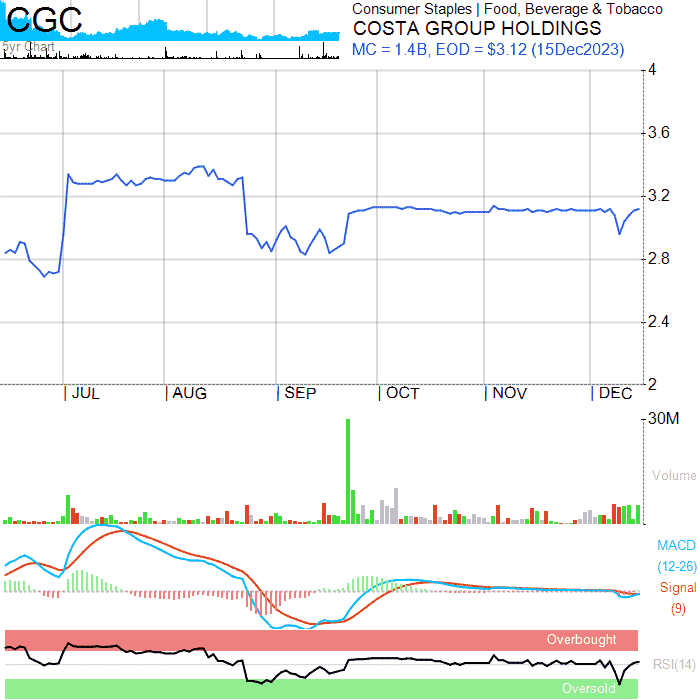 CGC
5yr Chart
Consumer Staples | Food, Beverage & Tobacco
COSTA GROUP HOLDINGS
MC = 1.4B, EOD = $3.12 (15Dec2023)
4
3.6
3.2
2.8
2.4
2
| JUL | AUG | SEP | OCT | NOV | DEC
30M
Volume
MACD
(12-26)
Signal
(9)
Overbought
RSI(14)
Oversold